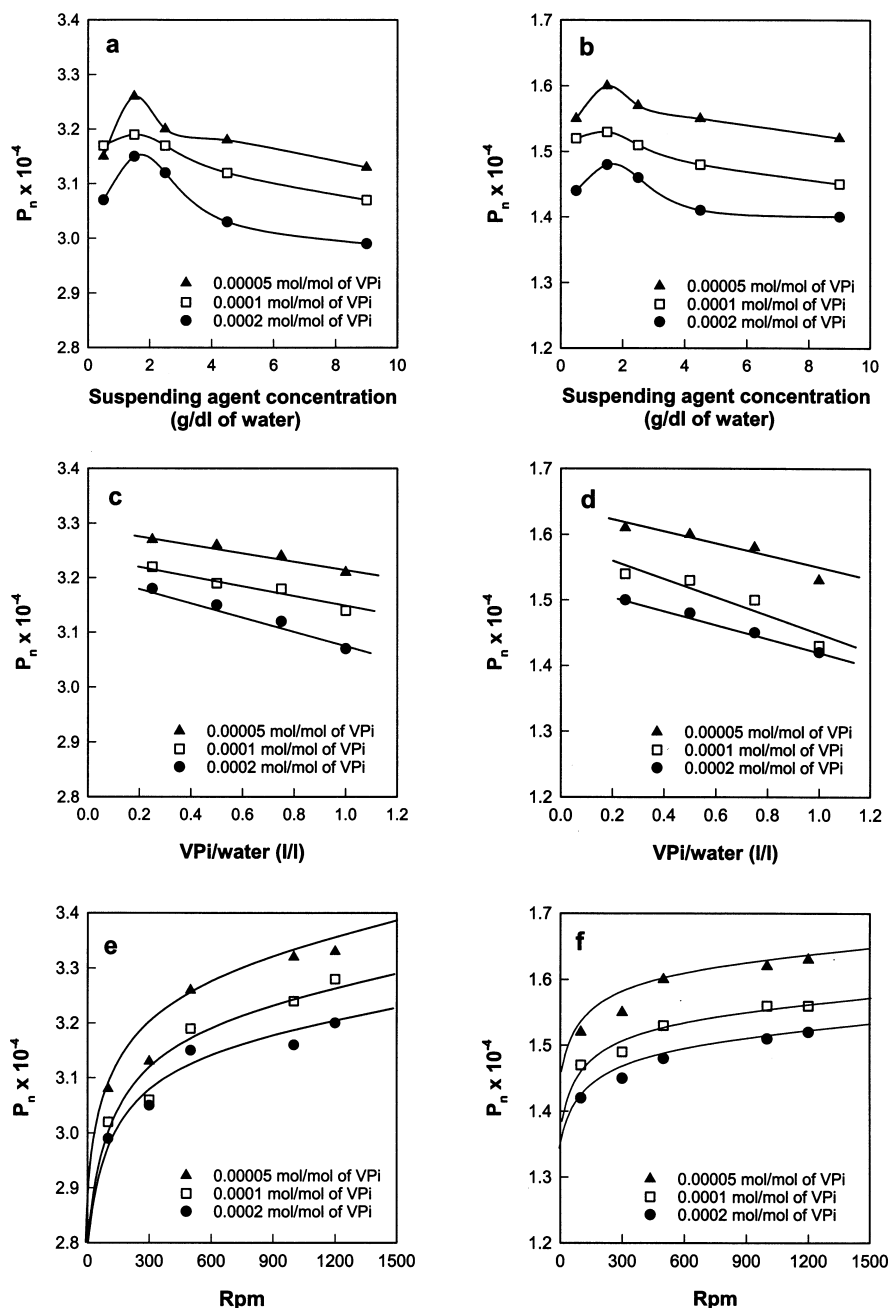 a
3.4
3.3
3.2
3.1
3.0
2.9
2.8
Pn x 10-4
0.00005 mol/mol of VPi
0.0001 mol/mol of VPi
0.0002 mol/mol of VPi
0 2 4 6 8 10
Suspending agent concentration
(g/dl of water)
b
1.7
1.6
1.5
1.4
1.3
1.2
Pn x 10-4
0.00005 mol/mol of VPi
0.0001 mol/mol of VPi
0.0002 mol/mol of VPi
0 2 4 6 8 10
Suspending agent concentration
(g/dl of water)
c
3.4
3.3
3.2
3.1
3.0
2.9
2.8
Pn x 10-4
0.00005 mol/mol of VPi
0.0001 mol/mol of VPi
0.0002 mol/mol of VPi
0.0 0.2 0.4 0.6 0.8 1.0 1.2
VPi/water (l/l)
d
1.7
1.6
1.5
1.4
1.3
1.2
Pn x 10-4
0.00005 mol/mol of VPi
0.0001 mol/mol of VPi
0.0002 mol/mol of VPi
0.0 0.2 0.4 0.6 0.8 1.0 1.2
VPi/water (l/l)
e
3.4
3.3
3.2
3.1
3.0
2.9
2.8
Pn x 10-4
0.00005 mol/mol of VPi
0.0001 mol/mol of VPi
0.0002 mol/mol of VPi
0 300 600 900 1200 1500
Rpm
f
1.7
1.6
1.5
1.4
1.3
1.2
Pn x 10-4
0.00005 mol/mol of VPi
0.0001 mol/mol of VPi
0.0002 mol/mol of VPi
0 300 600 900 1200 1500
Rpm